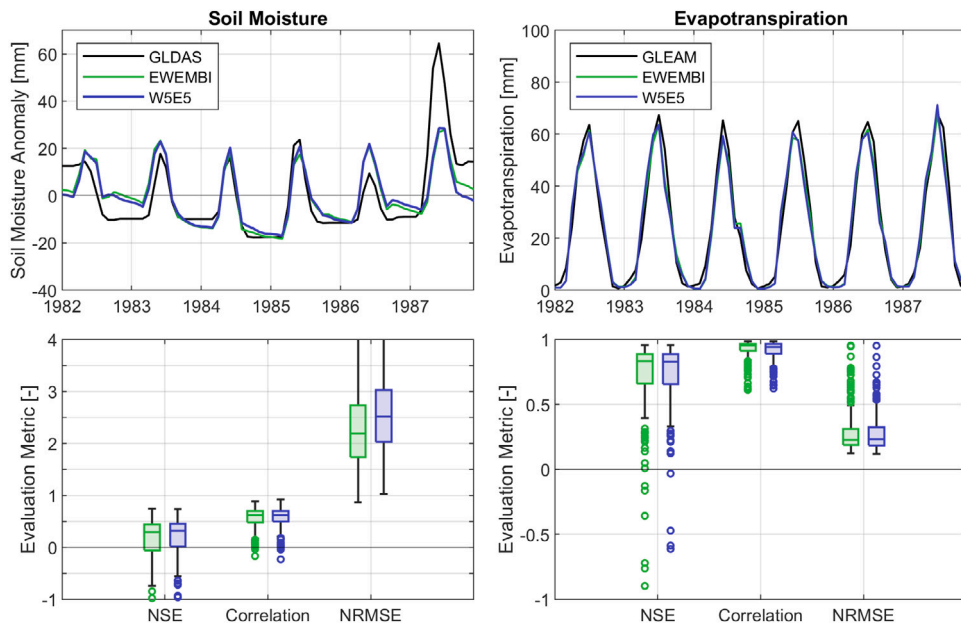 Soil Moisture
Soil Moisture Anomaly [mm]
60
40
20
0
-20
-40
GLDAS
EWEMBI
W5E5
1982 1983 1984 1985 1986 1987
Evapotranspiration
Evapotranspiration [mm]
100
80
60
40
20
0
GLEAM
EWEMBI
W5E5
1982 1983 1984 1985 1986 1987
Evaluation Metric [-]
4
3
2
1
0
-1
NSE Correlation NRMSE
Evaluation Metric [-]
1
0.5
0
-0.5
-1
NSE Correlation NRMSE